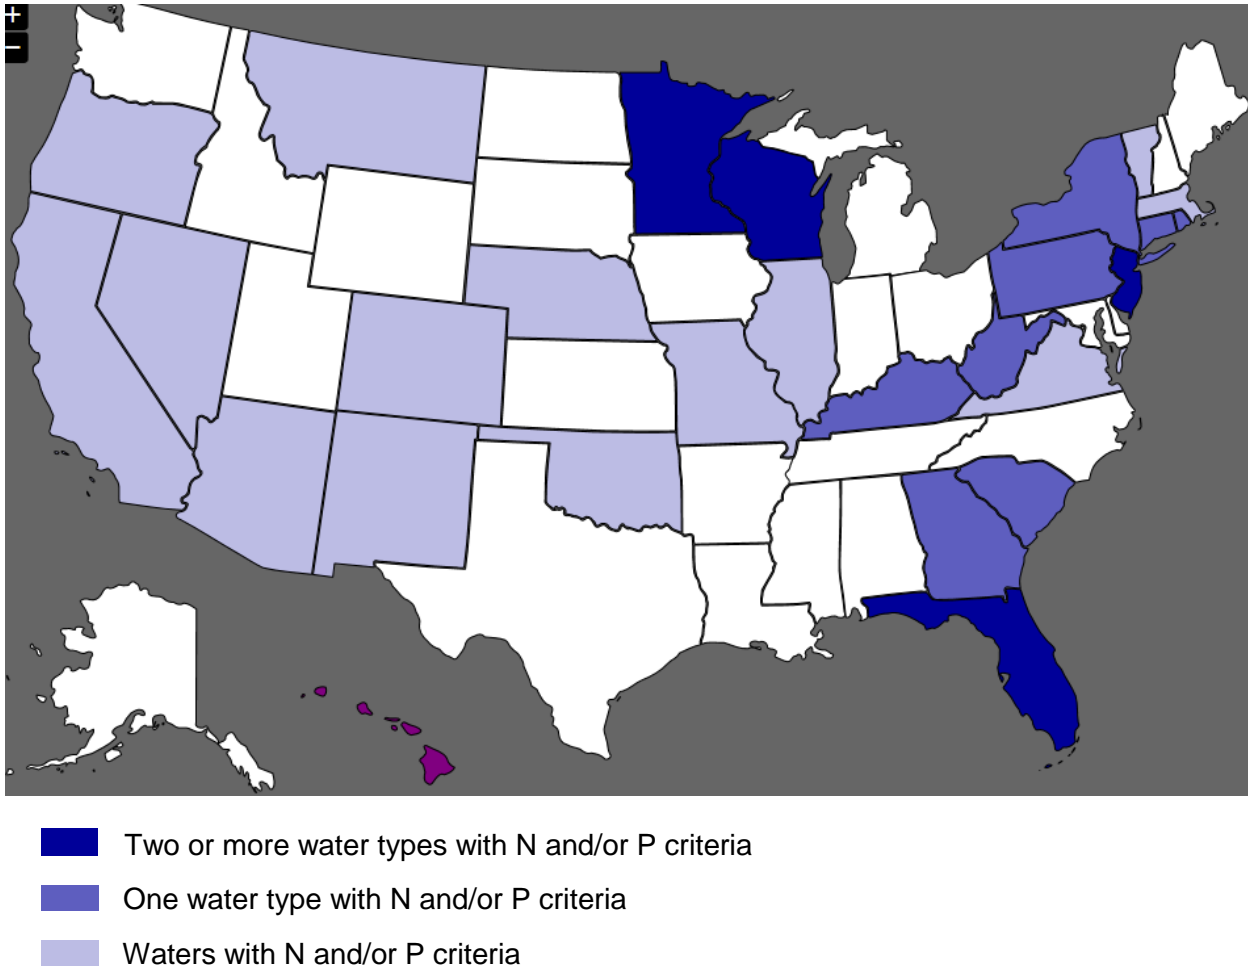 +
−
Two or more water types with N and/or P criteria
One water type with N and/or P criteria
Waters with N and/or P criteria